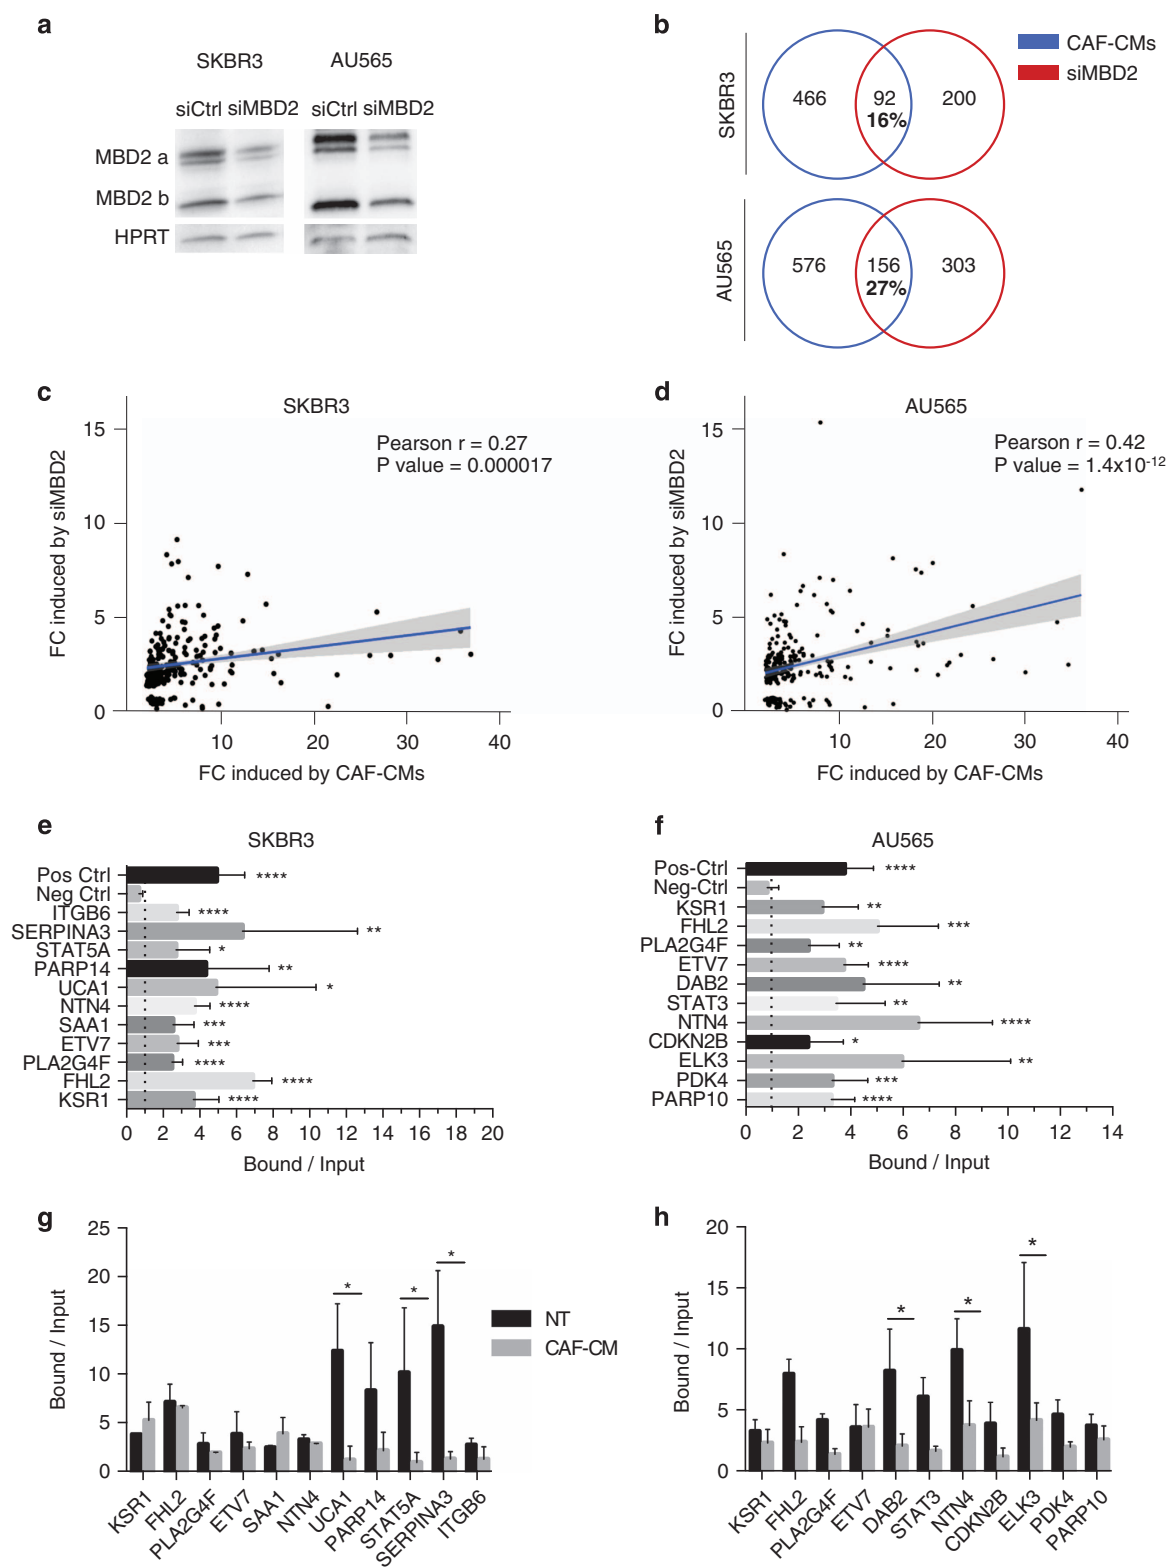 a
SKBR3 AU565
siCtrl siMBD2 siCtrl siMBD2
MBD2 a
MBD2 b
HPRT
b
CAF-CMs
siMBD2
SKBR3
466 92 200
16%
AU565
576 156 303
27%
c
SKBR3
Pearson r = 0.27
P value = 0.000017
FC induced by siMBD2
15
10
5
0
10 20 30 40
FC induced by CAF-CMs
d
AU565
Pearson r = 0.42
P value = 1.4x10-12
FC induced by siMBD2
15
10
5
0
10 20 30 40
FC induced by CAF-CMs
e
SKBR3
Pos Ctrl ****
Neg Ctrl
ITGB6 ****
SERPINA3 **
STAT5A *
PARP14 **
UCA1 *
NTN4 ****
SAA1 ***
ETV7 ***
PLA2G4F ****
FHL2 ****
KSR1 ****
0 2 4 6 8 10 12 14 16 18 20
Bound / Input
f
AU565
Pos-Ctrl ****
Neg-Ctrl
KSR1 **
FHL2 ***
PLA2G4F **
ETV7 ****
DAB2 **
STAT3 **
NTN4 ****
CDKN2B *
ELK3 **
PDK4 ***
PARP10 ****
0 2 4 6 8 10 12 14
Bound / Input
g
Bound / Input
25
20
15
10
5
0
* * *
NT
CAF-CM
KSR1 FHL2 PLA2G4F ETV7 SAA1 NTN4 UCA1 PARP14 STAT5A SERPINA3 ITGB6
h
Bound / Input
20
15
10
5
0
* * *
KSR1 FHL2 PLA2G4F ETV7 DAB2 STAT3 NTN4 CDKN2B ELK3 PDK4 PARP10